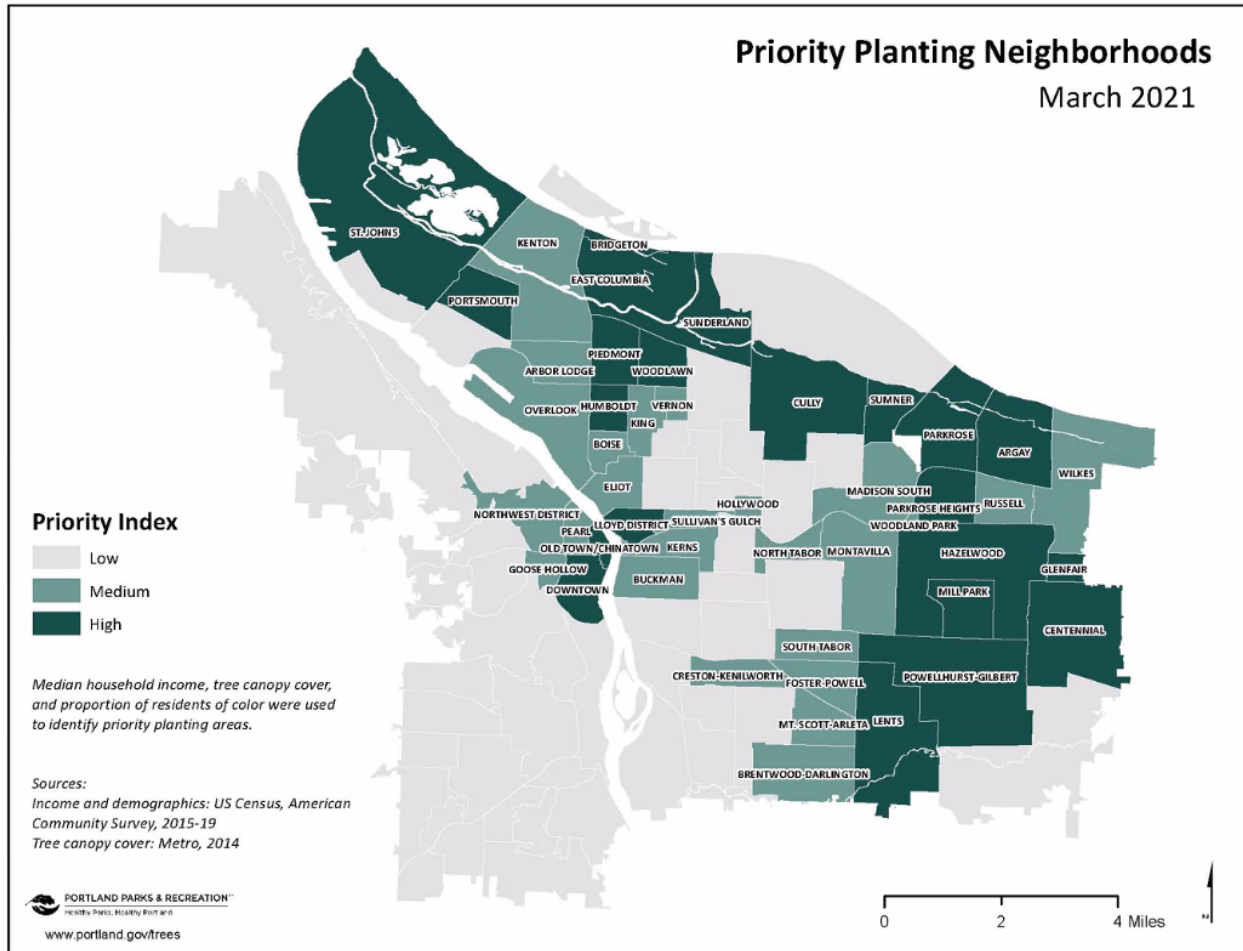 Priority Planting Neighborhoods
March 2021
ST. JOHNS
KENTON
BRIDGETON
EAST COLUMBIA
PORTSMOUTH
SUNDERLAND
PIEDMONT
ARBOR LODGE
WOODLAWN
OVERLOOK
HUMBOLDT
VERNON
KING
CULLY
SUMNER
BOISE
PARKROSE
ARGAY
WILKES
ELIOT
MADISON SOUTH
HOLLYWOOD
RUSSELL
PARKROSE HEIGHTS
NORTHWEST DISTRICT
LLOYD DISTRICT
SULLIVAN'S GULCH
WOODLAND PARK
PEARL
OLD TOWN/CHINATOWN
KERNS
NORTH TABOR
MONTAVILLA
HAZELWOOD
GOOSE HOLLOW
GLENFAIR
BUCKMAN
DOWNTOWN
MILL PARK
CENTENNIAL
SOUTH TABOR
CRESTON-KENILWORTH
FOSTER-POWELL
POWELLHURST-GILBERT
MT. SCOTT-ARLETA
LENTS
BRENTWOOD-DARLINGTON
Priority Index
Low
Medium
High
Median household income, tree canopy cover,
and proportion of residents of color were used
to identify priority planting areas.
Sources:
Income and demographics: US Census, American
Community Survey, 2015-19
Tree canopy cover: Metro, 2014
PORTLAND PARKS & RECREATION
Healthy Parks, Healthy Portland
www.portland.gov/trees
0 2 4 Miles
N